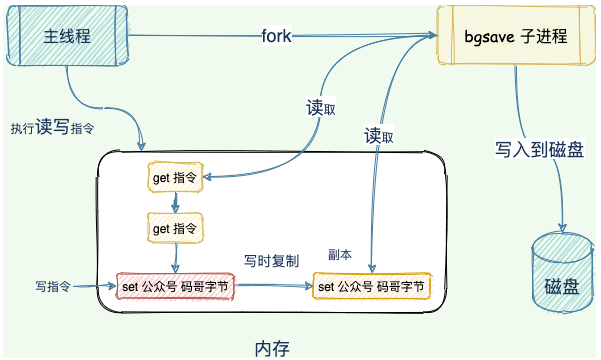 主线程
fork
bgsave 子进程
读取
执行读写指令
读取
写入到磁盘
get 指令
get 指令
写时复制
副本
写指令
set 公众号 码哥字节
set 公众号 码哥字节
磁盘
内存